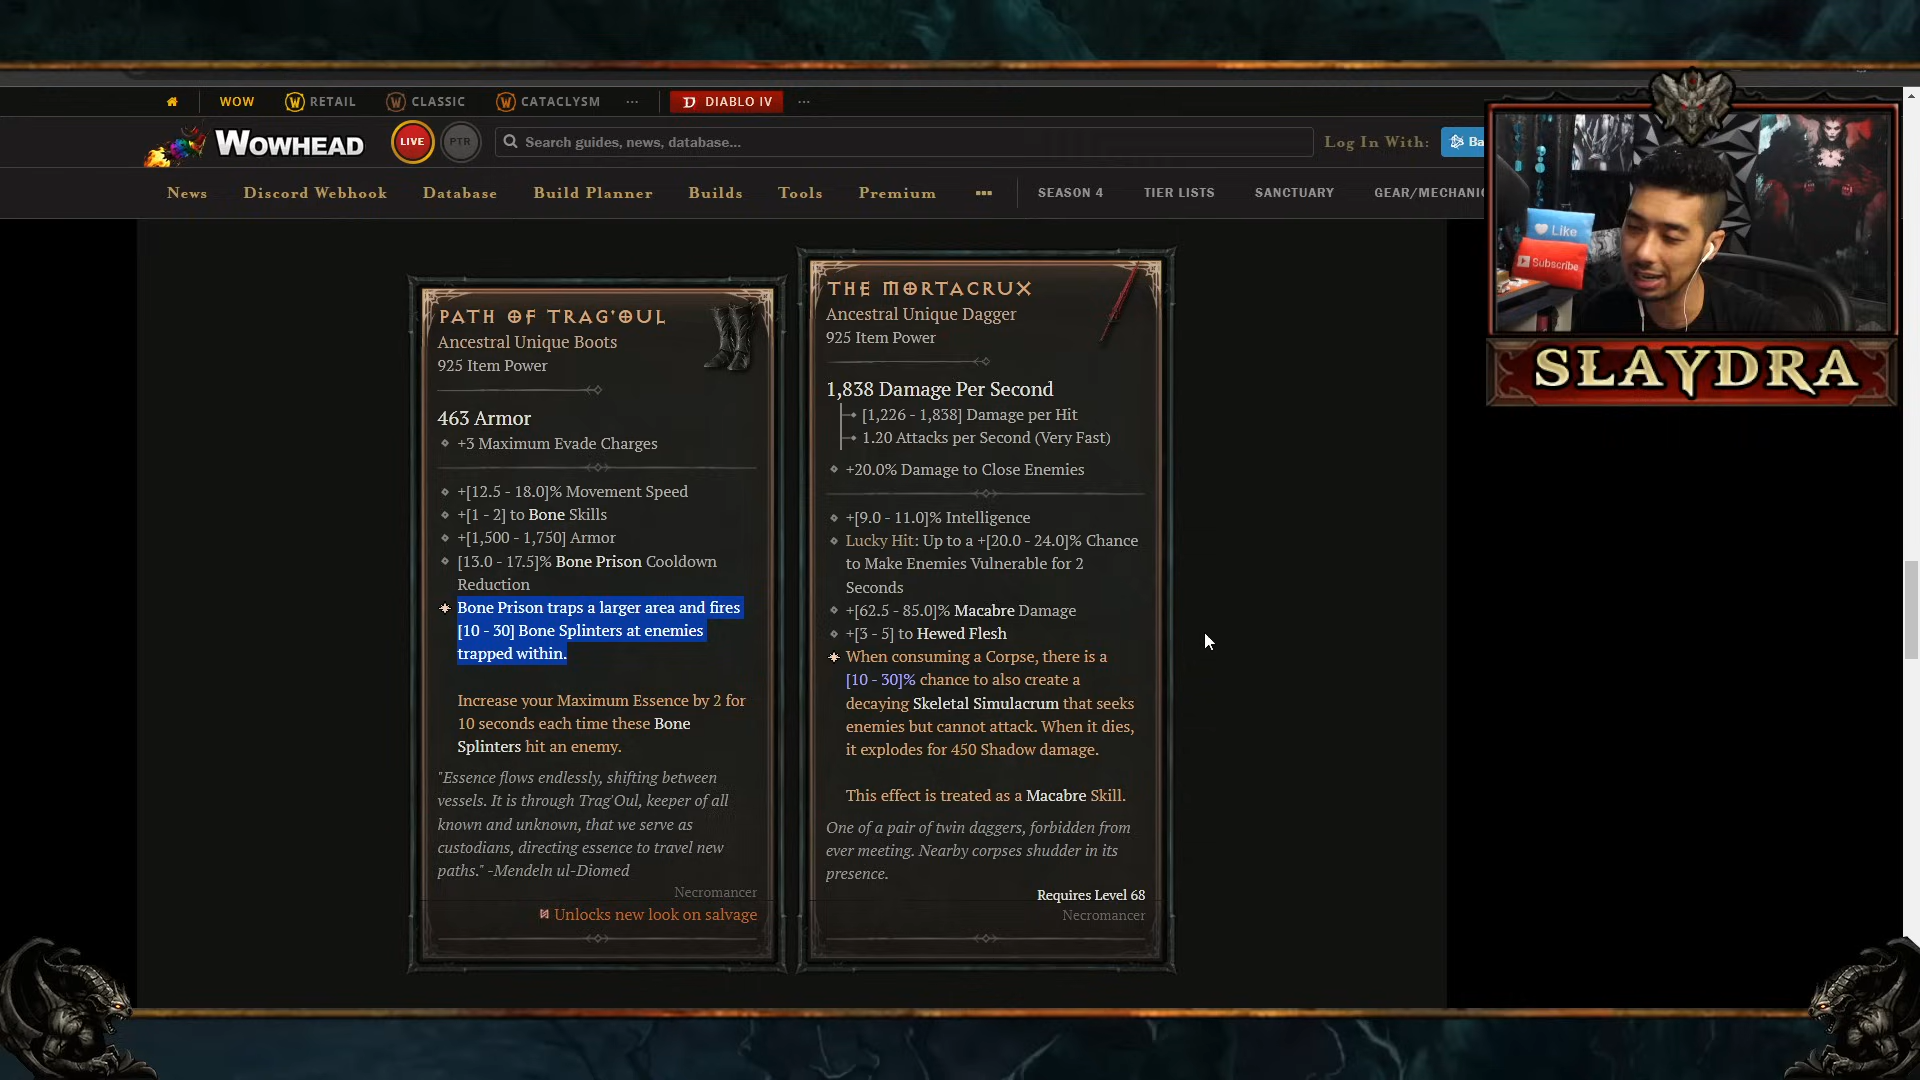 WOW
RETAIL
CLASSIC
CATACLYSM
...
DIABLO IV
...
WOWHEAD
LIVE
PTR
Search guides, news, database...
Log In With:
Ba
News
Discord Webhook
Database
Build Planner
Builds
Tools
Premium
...
SEASON 4
TIER LISTS
SANCTUARY
GEAR/MECHANIC
Like
Subscribe
SLAYDRA
PATH OF TRAG'OUL
Ancestral Unique Boots
925 Item Power
463 Armor
+3 Maximum Evade Charges
+[12.5 - 18.0]% Movement Speed
+[1 - 2] to Bone Skills
+[1,500 - 1,750] Armor
[13.0 - 17.5]% Bone Prison Cooldown
Reduction
Bone Prison traps a larger area and fires
[10 - 30] Bone Splinters at enemies
trapped within.
Increase your Maximum Essence by 2 for
10 seconds each time these Bone
Splinters hit an enemy.
"Essence flows endlessly, shifting between
vessels. It is through Trag'Oul, keeper of all
known and unknown, that we serve as
custodians, directing essence to travel new
paths." -Mendeln ul-Diomed
Necromancer
Unlocks new look on salvage
THE MORTACRUX
Ancestral Unique Dagger
925 Item Power
1,838 Damage Per Second
[1,226 - 1,838] Damage per Hit
1.20 Attacks per Second (Very Fast)
+20.0% Damage to Close Enemies
+[9.0 - 11.0]% Intelligence
Lucky Hit: Up to a +[20.0 - 24.0]% Chance
to Make Enemies Vulnerable for 2
Seconds
+[62.5 - 85.0]% Macabre Damage
+[3 - 5] to Hewed Flesh
When consuming a Corpse, there is a
[10 - 30]% chance to also create a
decaying Skeletal Simulacrum that seeks
enemies but cannot attack. When it dies,
it explodes for 450 Shadow damage.
This effect is treated as a Macabre Skill.
One of a pair of twin daggers, forbidden from
ever meeting. Nearby corpses shudder in its
presence.
Requires Level 68
Necromancer